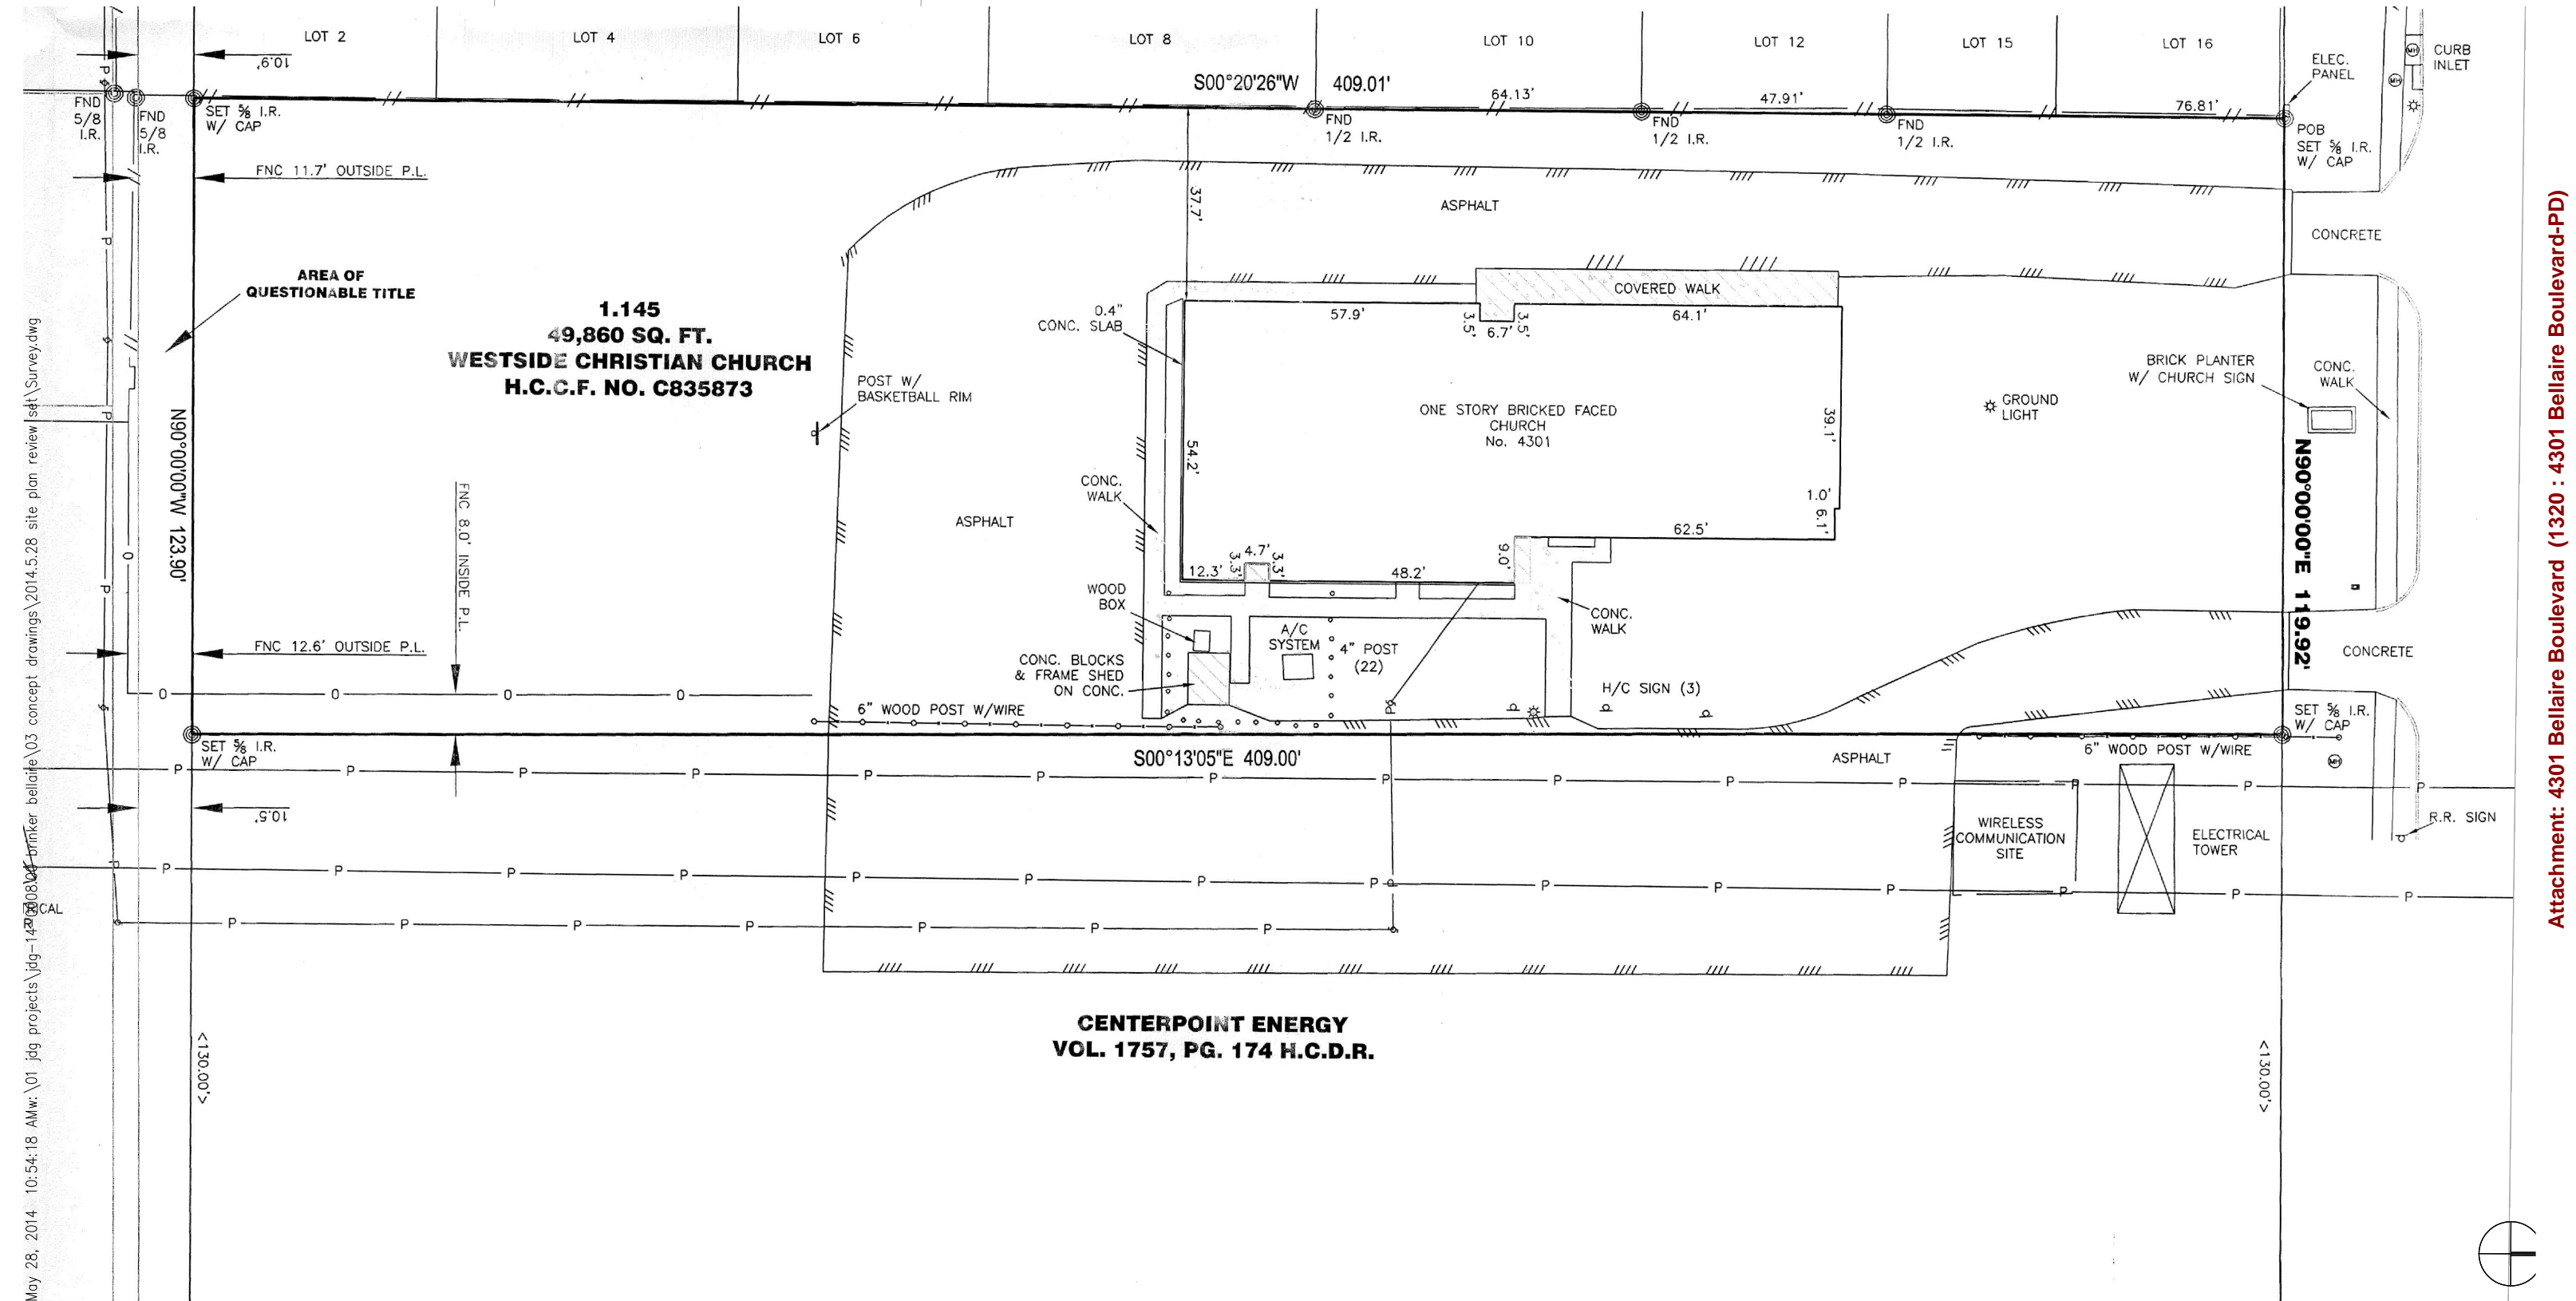 LOT 2
LOT 4
LOT 6
LOT 8
LOT 10
LOT 12
LOT 15
LOT 16
ELEC.
PANEL
CURB
INLET
MH
MH
10.9'
S00°20'26"W 409.01'
64.13'
47.91'
76.81'
FND
5/8
I.R.
FND
5/8
I.R.
SET 5/8 I.R.
W/ CAP
FND
1/2 I.R.
FND
1/2 I.R.
FND
1/2 I.R.
POB
SET 5/8 I.R.
W/ CAP
FNC 11.7' OUTSIDE P.L.
37.7'
ASPHALT
CONCRETE
AREA OF
QUESTIONABLE TITLE
1.145
49,860 SQ. FT.
WESTSIDE CHRISTIAN CHURCH
H.C.C.F. NO. C835873
0.4"
CONC. SLAB
57.9'
3.5'
6.7'
3.5'
COVERED WALK
64.1'
POST W/
BASKETBALL RIM
ONE STORY BRICKED FACED
CHURCH
No. 4301
39.1'
GROUND
LIGHT
BRICK PLANTER
W/ CHURCH SIGN
CONC.
WALK
N90°00'00"W 123.90'
FNC 8.0' INSIDE P.L.
54.2'
CONC.
WALK
ASPHALT
1.0'
6.1'
62.5'
9.0'
12.3'
3.3'
4.7'
3.3'
48.2'
N90°00'00"E 119.92'
WOOD
BOX
A/C
SYSTEM
4" POST
(22)
CONC.
WALK
FNC 12.6' OUTSIDE P.L.
CONC. BLOCKS
& FRAME SHED
ON CONC.
H/C SIGN (3)
CONCRETE
6" WOOD POST W/WIRE
SET 5/8 I.R.
W/ CAP
SET 5/8 I.R.
W/ CAP
S00°13'05"E 409.00'
ASPHALT
6" WOOD POST W/WIRE
MH
10.5'
WIRELESS
COMMUNICATION
SITE
ELECTRICAL
TOWER
R.R. SIGN
CENTERPOINT ENERGY
VOL. 1757, PG. 174 H.C.D.R.
<130.00'>
<130.00'>
Attachment: 4301 Bellaire Boulevard (1320 : 4301 Bellaire Boulevard-PD)